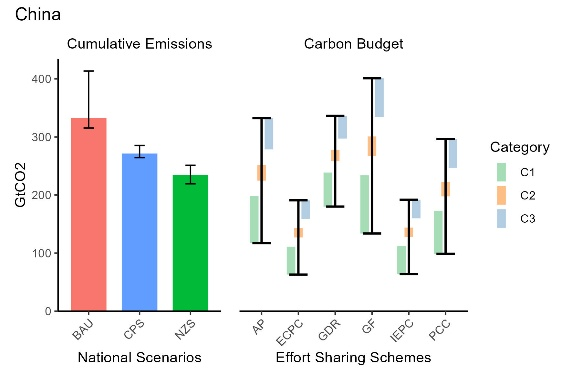 China
Cumulative Emissions
Carbon Budget
GtCO2
400
300
200
100
0
BAU
CPS
NZS
AP
ECPC
GDR
GF
IEPC
PCC
National Scenarios
Effort Sharing Schemes
Category
C1
C2
C3